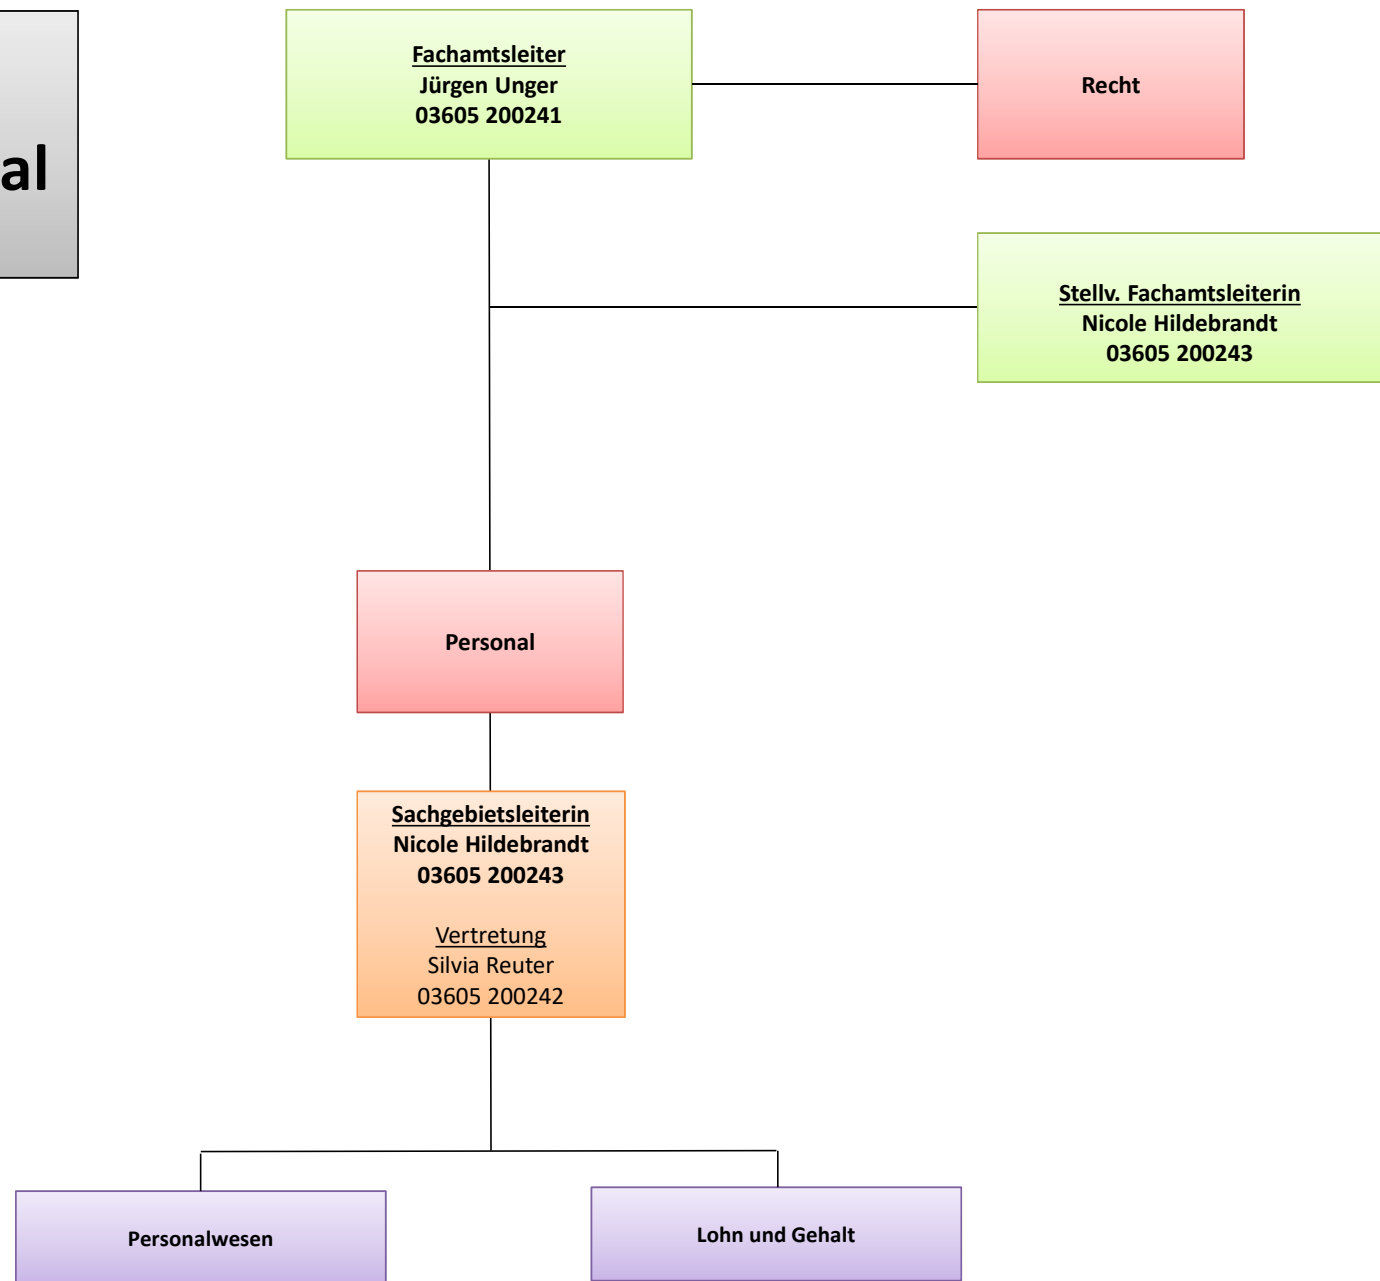 al
Fachamtsleiter
Jürgen Unger
03605 200241
Recht
Stellv. Fachamtsleiterin
Nicole Hildebrandt
03605 200243
Personal
Sachgebietsleiterin
Nicole Hildebrandt
03605 200243
Vertretung
Silvia Reuter
03605 200242
Personalwesen
Lohn und Gehalt